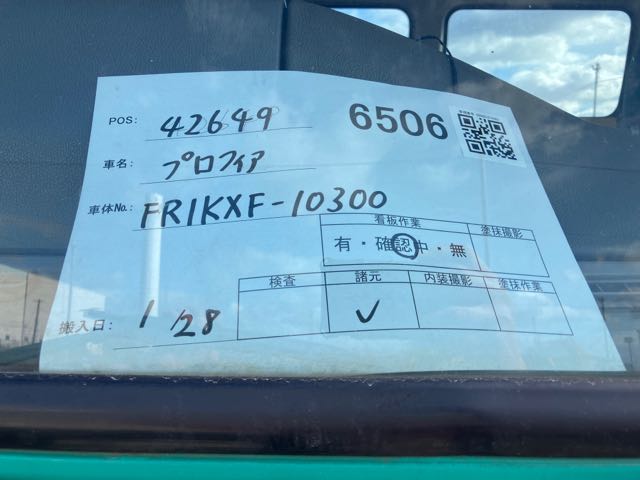 POS: 42649 6506
車名: プロフィア
車体No.: FR1KXF-10300
看板作業 塗抹撮影
有・確認中・無
検査 諸元 内装撮影 塗抹作業
✓
搬入日: 1/28